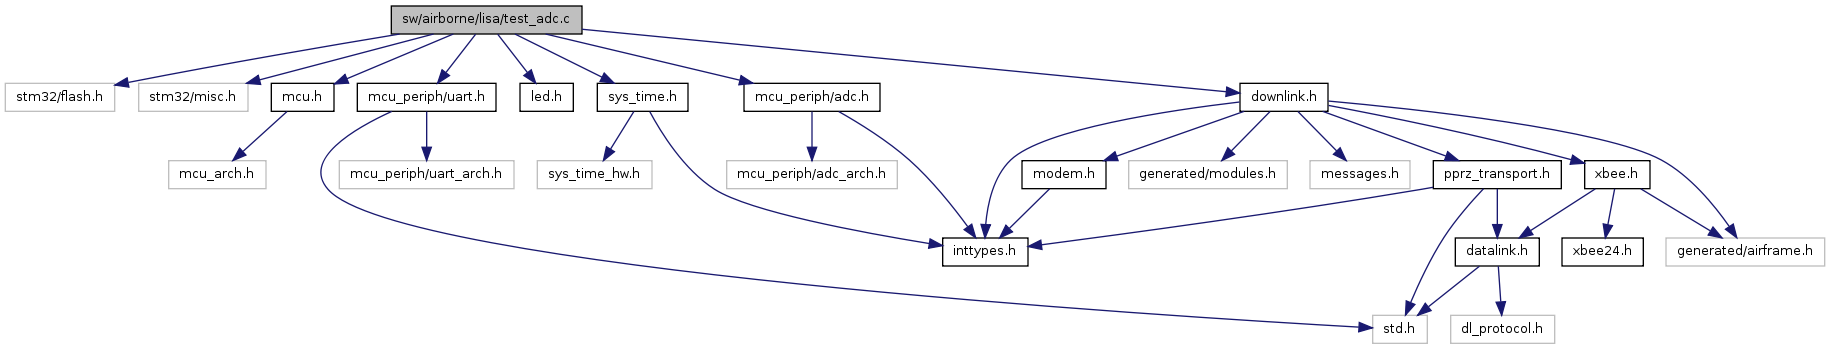 sw/airborne/lisa/test_adc.c
stm32/flash.h
stm32/misc.h
mcu.h
mcu_periph/uart.h
led.h
sys_time.h
mcu_periph/adc.h
downlink.h
mcu_arch.h
mcu_periph/uart_arch.h
sys_time_hw.h
mcu_periph/adc_arch.h
modem.h
generated/modules.h
messages.h
pprz_transport.h
xbee.h
inttypes.h
datalink.h
xbee24.h
generated/airframe.h
std.h
dl_protocol.h